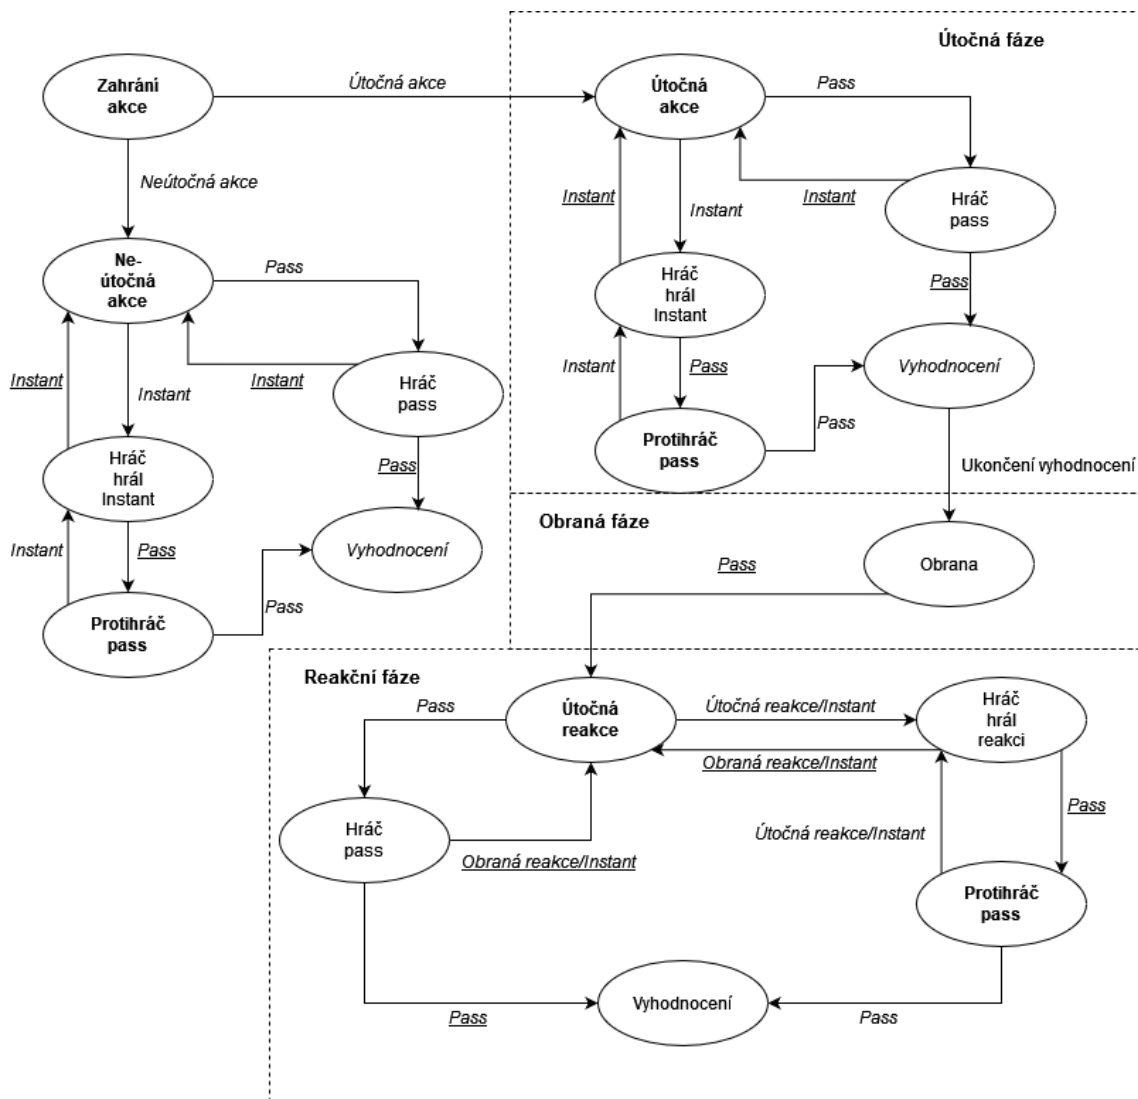 Útočná fáze
Zahrání
akce
Útočná akce
Útočná
akce
Pass
Neútočná akce
Instant
Instant
Instant
Hráč
pass
Ne-
útočná
akce
Pass
Hráč
hrál
Instant
Pass
Instant
Instant
Instant
Hráč
pass
Instant
Pass
Vyhodnocení
Pass
Protihráč
pass
Hráč
hrál
Instant
Pass
Ukončení vyhodnocení
Instant
Pass
Vyhodnocení
Obraná fáze
Obrana
Pass
Pass
Protihráč
pass
Reakční fáze
Pass
Útočná
reakce
Útočná reakce/Instant
Hráč
hrál
reakci
Obraná reakce/Instant
Pass
Hráč
pass
Obraná reakce/Instant
Útočná reakce/Instant
Protihráč
pass
Vyhodnocení
Pass
Pass